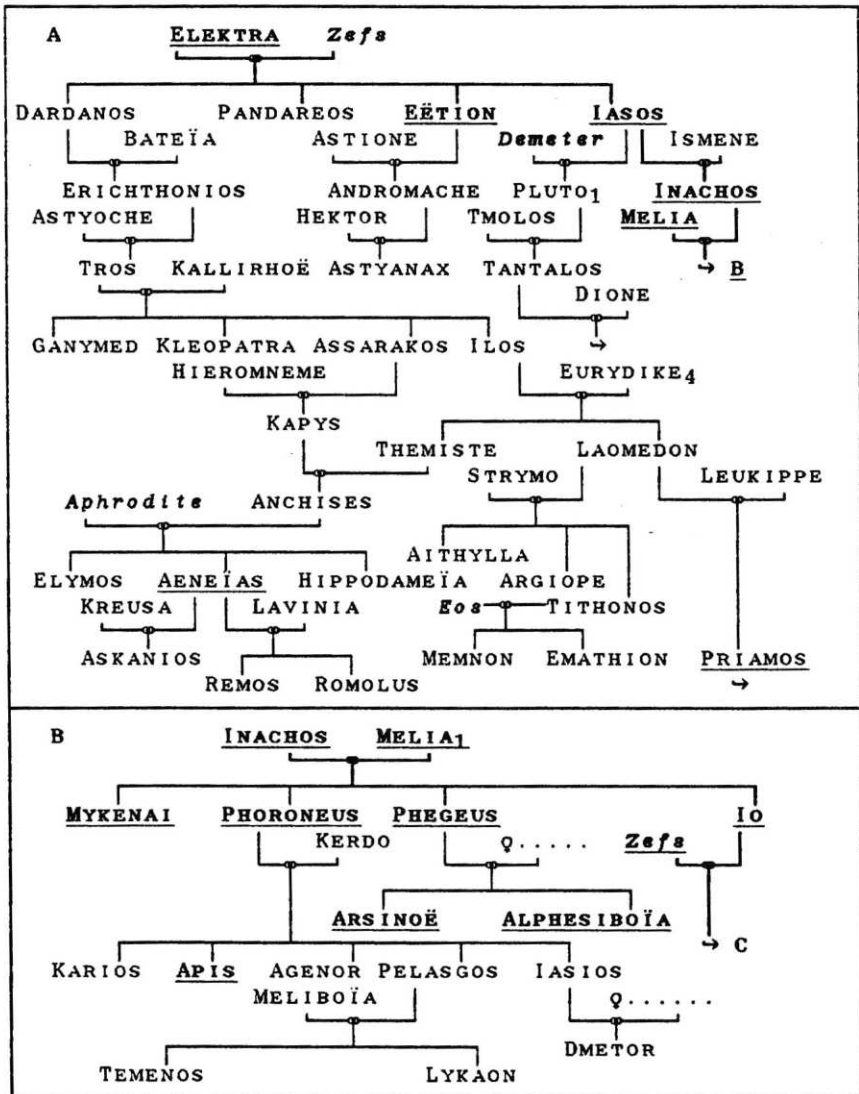 A ELEKTRA Zefs
DARDANOS PANDAREOS EËTION IASOS
BATEÏA ASTIONE Demeter ISMENE
ERICHTHONIOS ANDROMACHE PLUTO1 INACHOS
ASTYOCHE HEKTOR TMOLOS MELIA
TROS KALLIRHOË ASTYANAX TANTALOS ↪ B
DIONE
GANYMED KLEOPATRA ASSARAKOS ILOS ↪
HIEROMNEME EURYDIKE4
KAPYS
THEMISTE LAOMEDON
STRYMO LEUKIPPE
Aphrodite ANCHISES
AITHYLLA
ELYMOS AENEÏAS HIPPODAMEÏA ARGIOPE
KREUSA LAVINIA Eos TITHONOS
ASKANIOS MEMNON EMATHION PRIAMOS
REMOS ROMOLUS ↪
B INACHOS MELIA1
MYKENAI PHORONEUS PHEGEUS IO
KERDO ♀..... Zefs
ARSINOË ALPHESIBOÏA
↪ C
KARIOS APIS AGENOR PELASGOS IASIOS
MELIBOÏA ♀......
DMETOR
TEMENOS LYKAON